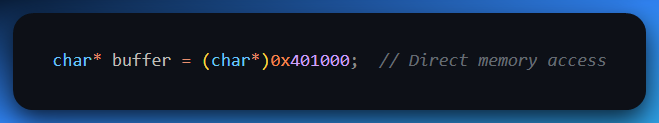 char* buffer = (char*)0x401000;  // Direct memory access